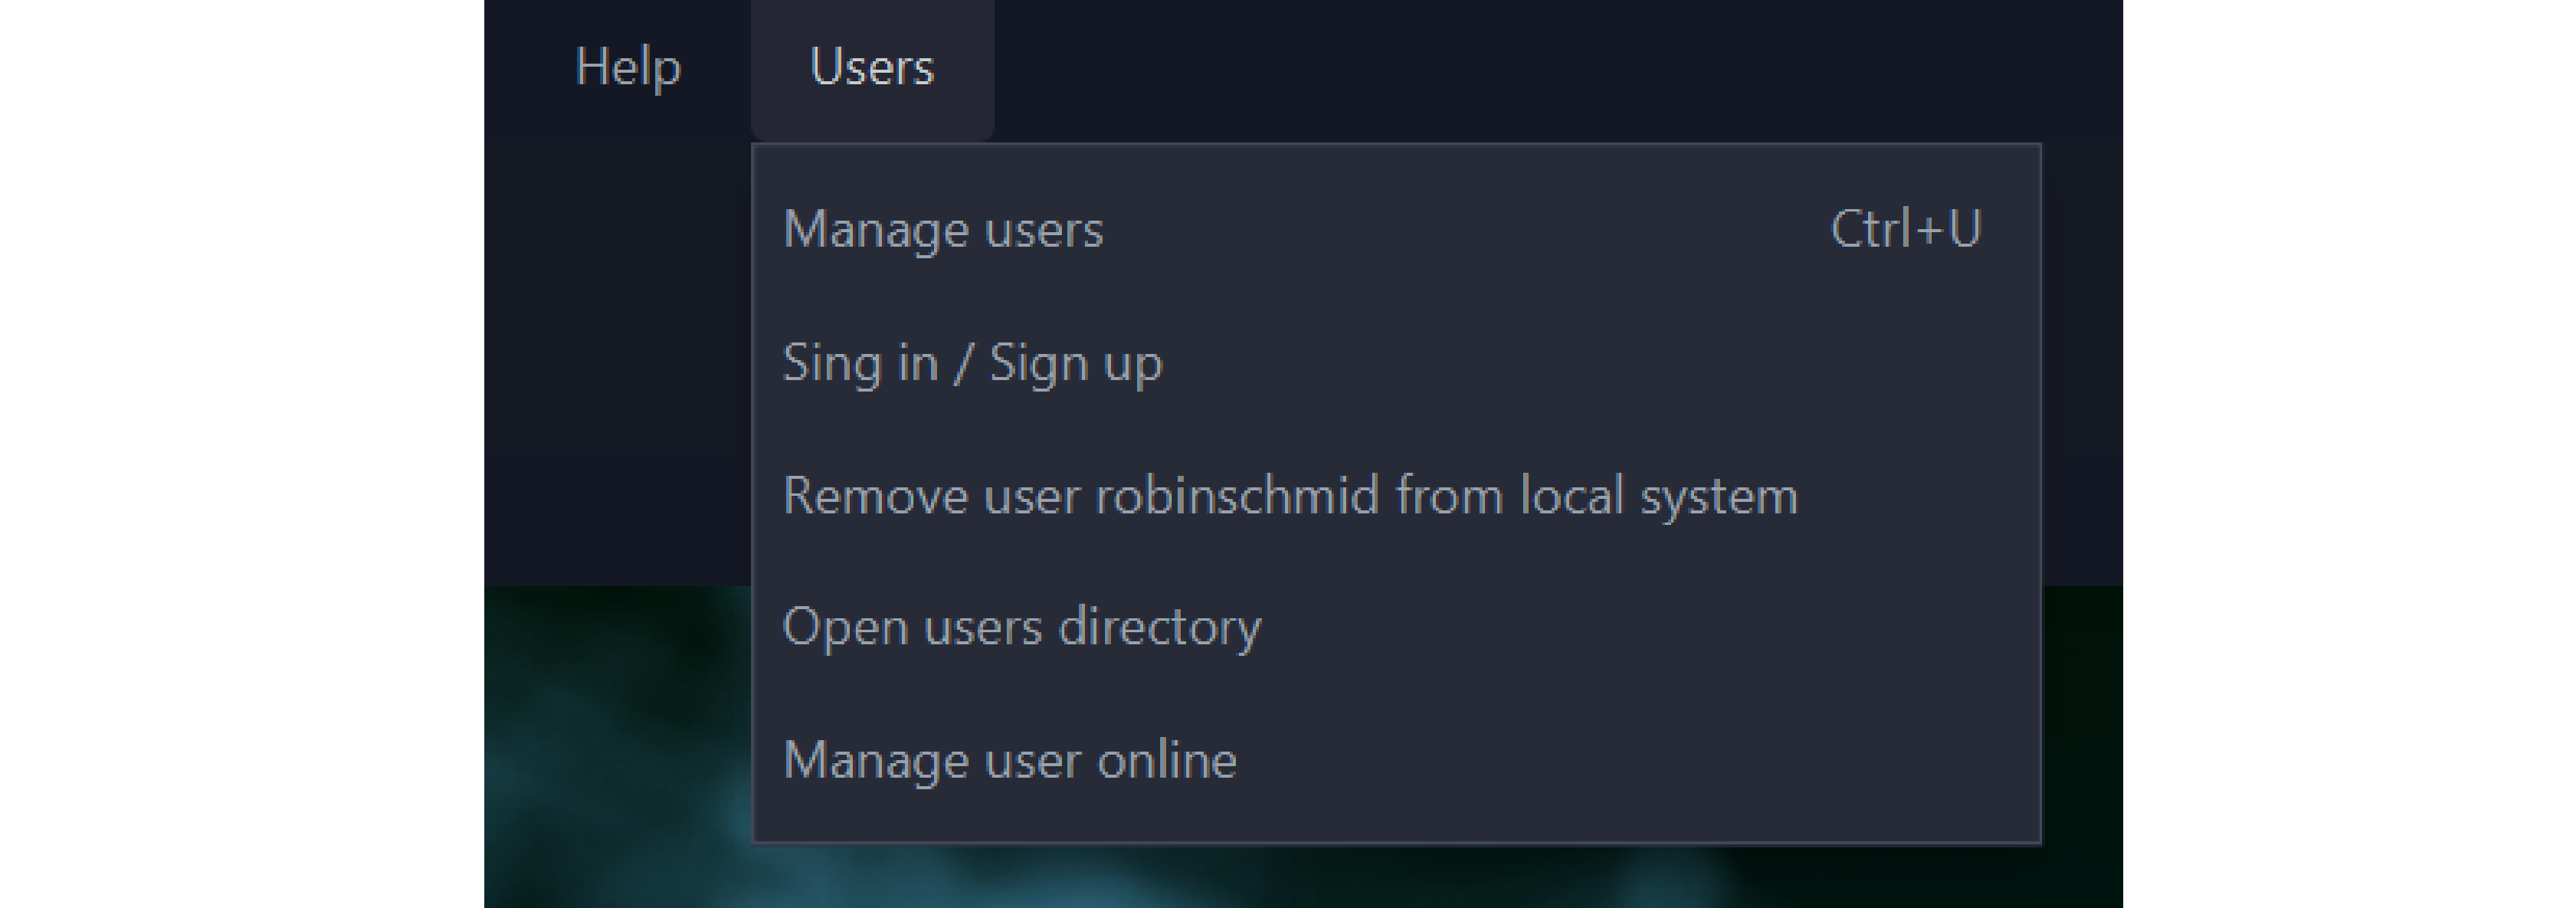 Help Users
Manage users Ctrl+U
Sing in / Sign up
Remove user robinschmid from local system
Open users directory
Manage user online